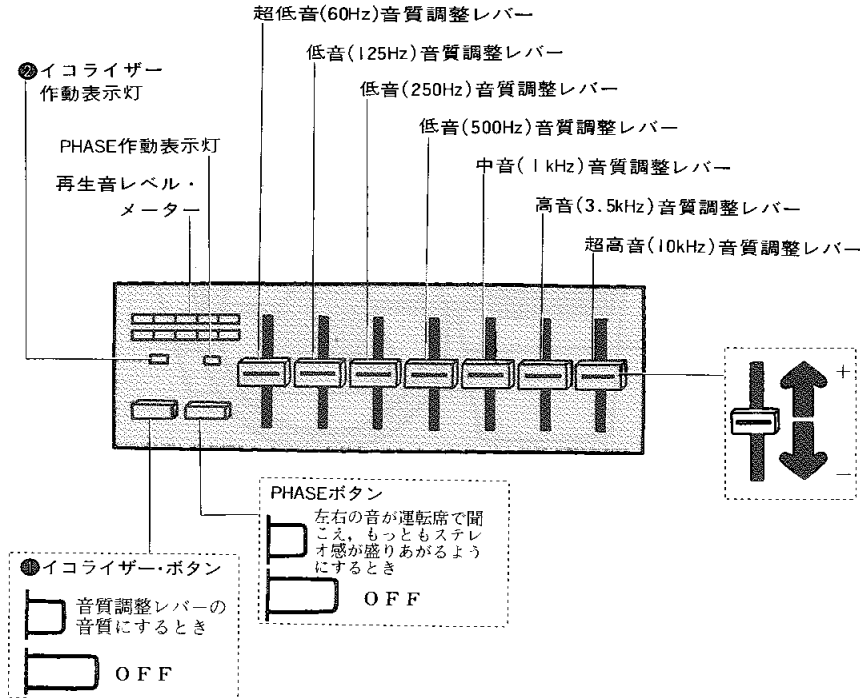 超低音(60Hz)音質調整レバー
低音(125Hz)音質調整レバー
低音(250Hz)音質調整レバー
低音(500Hz)音質調整レバー
中音(1kHz)音質調整レバー
高音(3.5kHz)音質調整レバー
超高音(10kHz)音質調整レバー
❷イコライザー
作動表示灯
PHASE作動表示灯
再生音レベル・
メーター
+
−
PHASEボタン
左右の音が運転席で聞
こえ，もっともステレ
オ感が盛りあがるよう
にするとき
OFF
❶イコライザー・ボタン
音質調整レバーの
音質にするとき
OFF